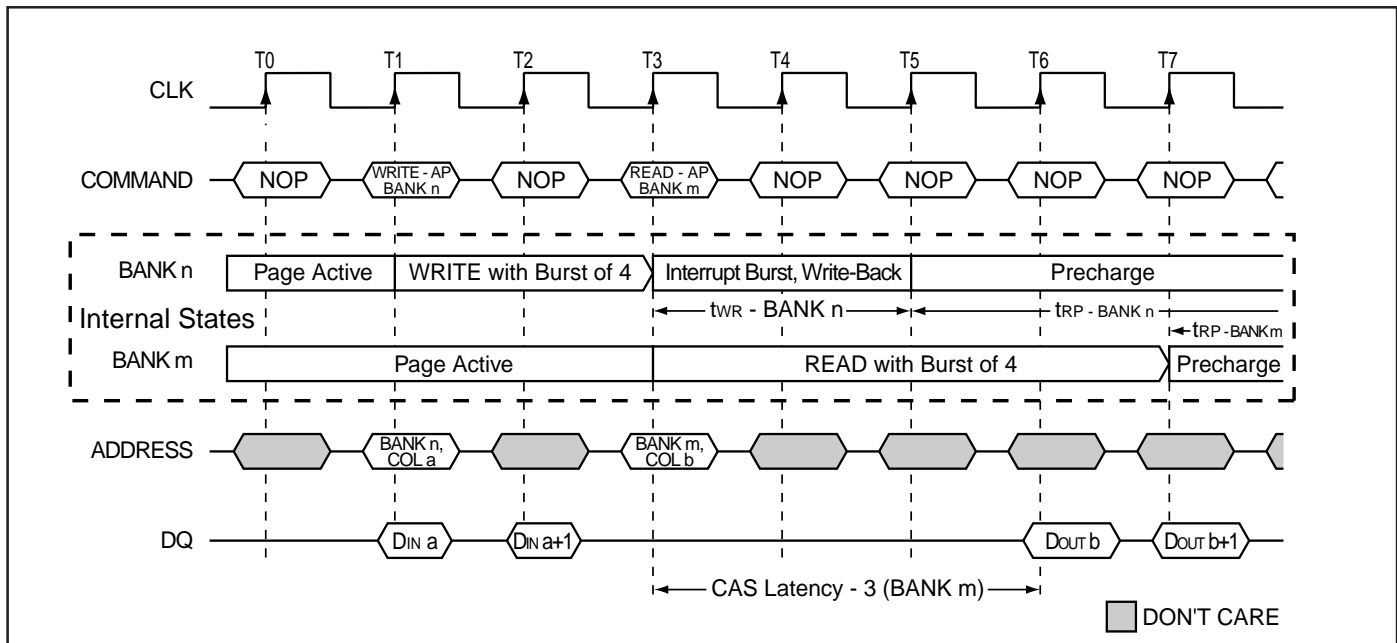 T0 T1 T2 T3 T4 T5 T6 T7
CLK
COMMAND NOP WRITE - AP BANK n NOP READ - AP BANK m NOP NOP NOP NOP
BANK n Page Active WRITE with Burst of 4 Interrupt Burst, Write-Back Precharge
tWR - BANK n tRP - BANK n
Internal States
tRP - BANK m
BANK m Page Active READ with Burst of 4 Precharge
ADDRESS BANK n, COL a BANK m, COL b
DQ DIN a DIN a+1 DOUT b DOUT b+1
CAS Latency - 3 (BANK m)
DON'T CARE